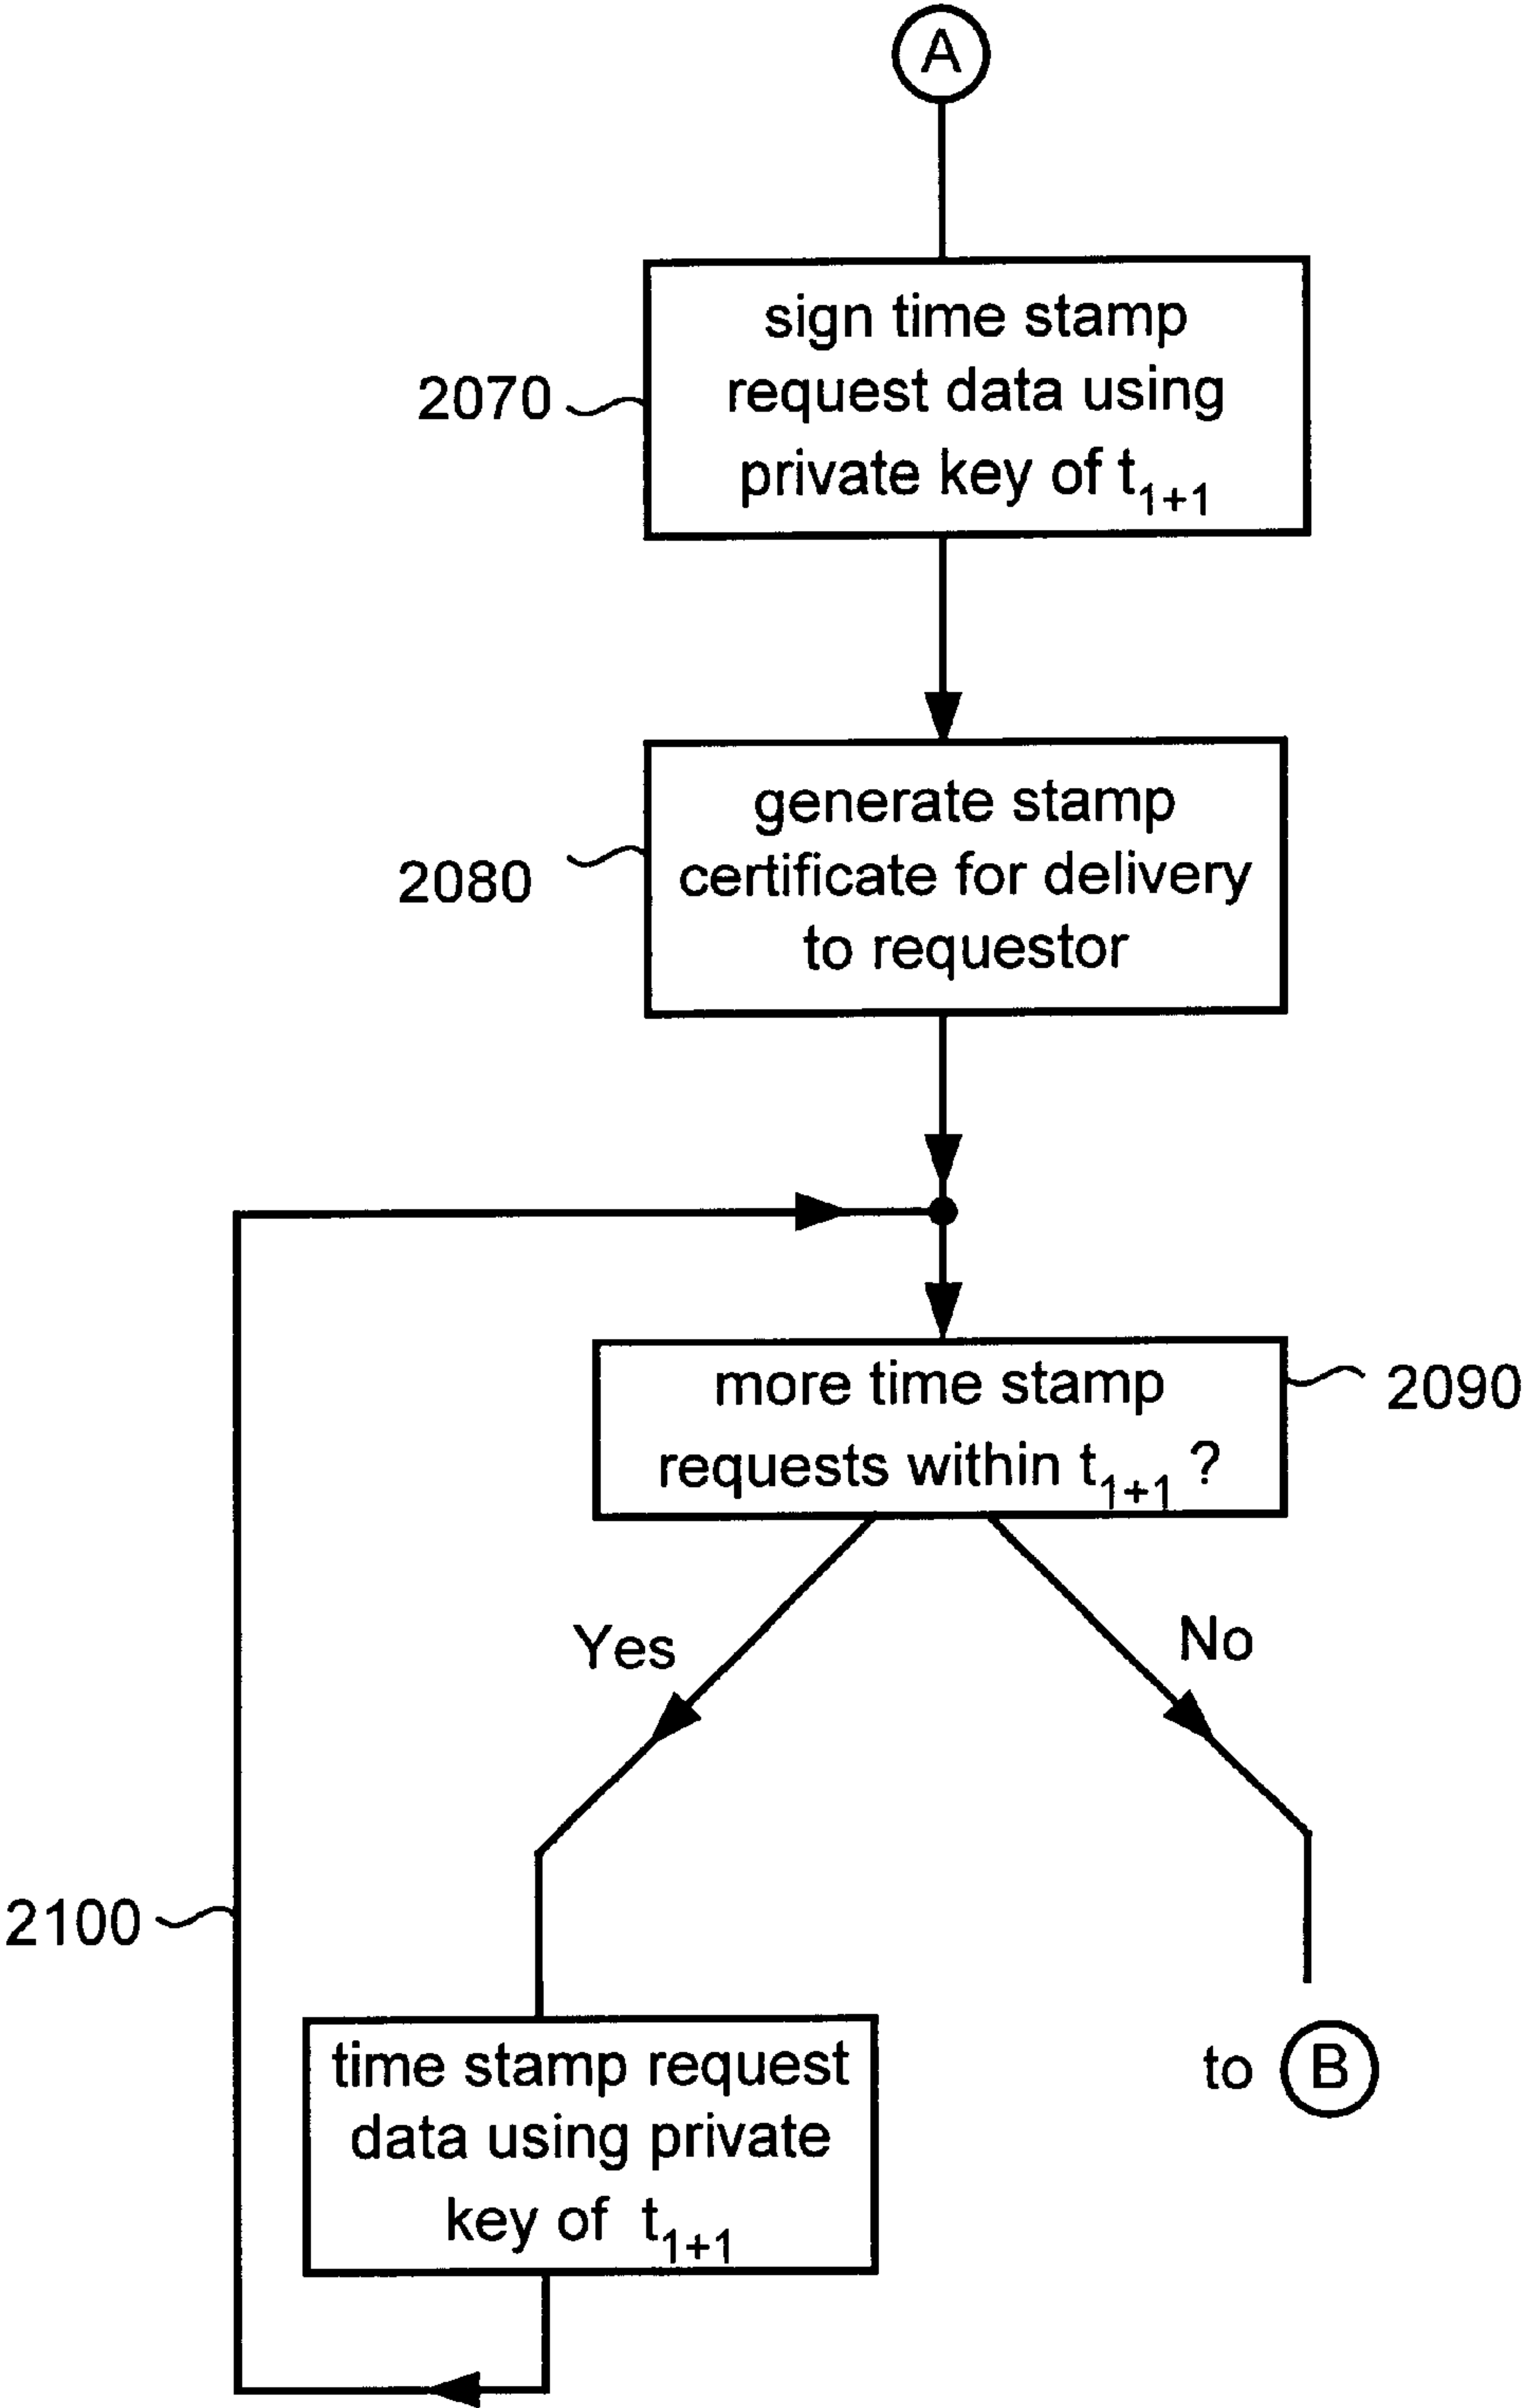 A
sign time stamp
request data using
private key of t₁₊₁
2070
generate stamp
certificate for delivery
to requestor
2080
more time stamp
requests within t₁₊₁ ?
2090
Yes
No
2100
time stamp request
data using private
key of t₁₊₁
to B